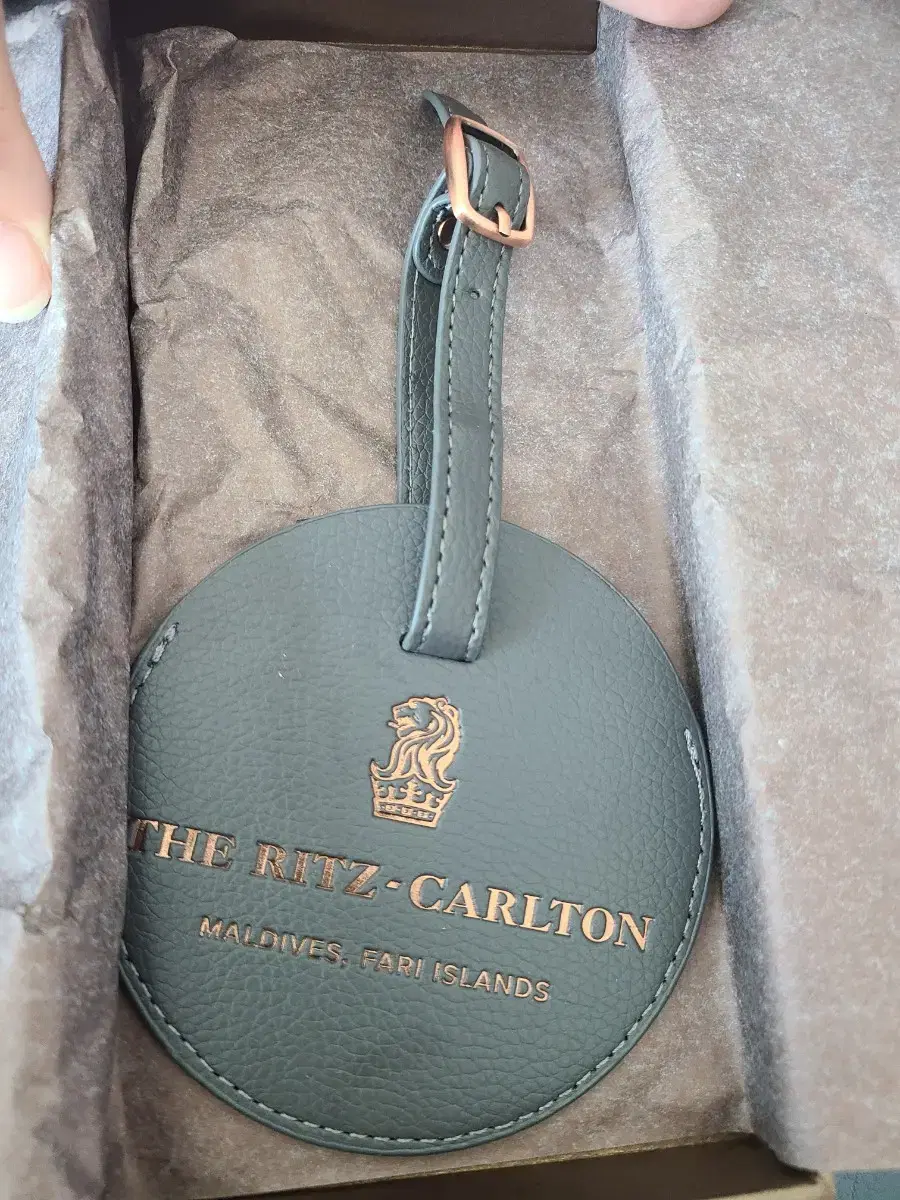 THE RITZ-CARLTON
MALDIVES, FARI ISLANDS